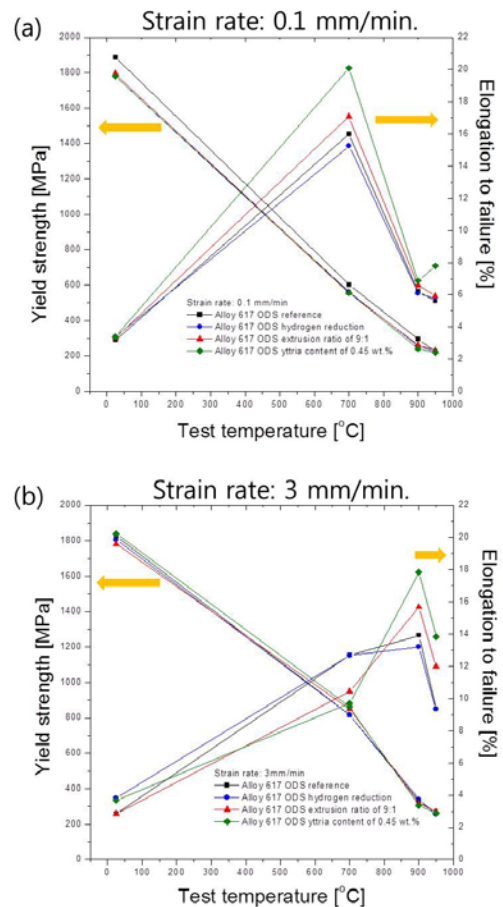 (a)
Strain rate: 0.1 mm/min.
2000
1800
1600
1400
1200
1000
800
600
400
200
0
Yield strength [MPa]
22
20
18
16
14
12
10
8
6
4
2
0
Elongation to failure [%]
Strain rate: 0.1 mm/min
Alloy 617 ODS reference
Alloy 617 ODS hydrogen reduction
Alloy 617 ODS extrusion ratio of 9:1
Alloy 617 ODS yttria content of 0.45 wt.%
0 100 200 300 400 500 600 700 800 900 1000
Test temperature [°C]
(b)
Strain rate: 3 mm/min.
2000
1800
1600
1400
1200
1000
800
600
400
200
0
Yield strength [MPa]
22
20
18
16
14
12
10
8
6
4
2
0
Elongation to failure [%]
Strain rate: 3mm/min
Alloy 617 ODS reference
Alloy 617 ODS hydrogen reduction
Alloy 617 ODS extrusion ratio of 9:1
Alloy 617 ODS yttria content of 0.45 wt.%
0 100 200 300 400 500 600 700 800 900 1000
Test temperature [°C]